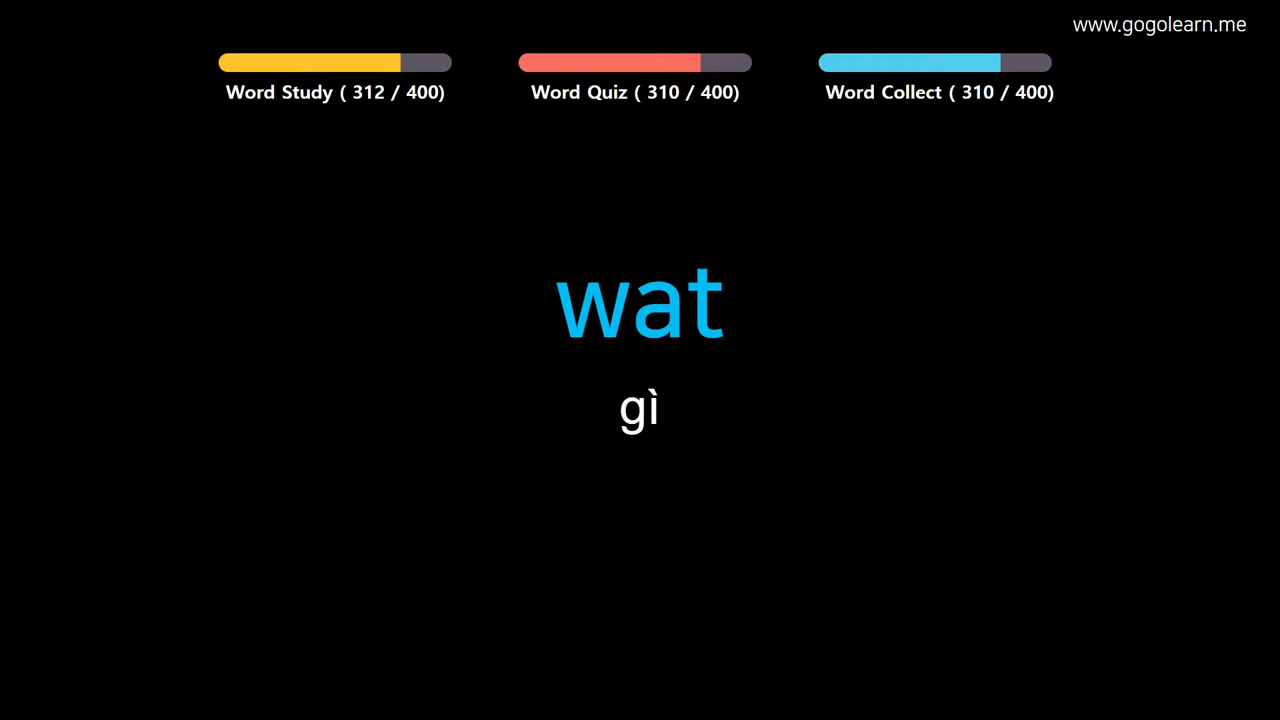 www.gogolearn.me
Word Study ( 312 / 400)
Word Quiz ( 310 / 400)
Word Collect ( 310 / 400)
wat
gì